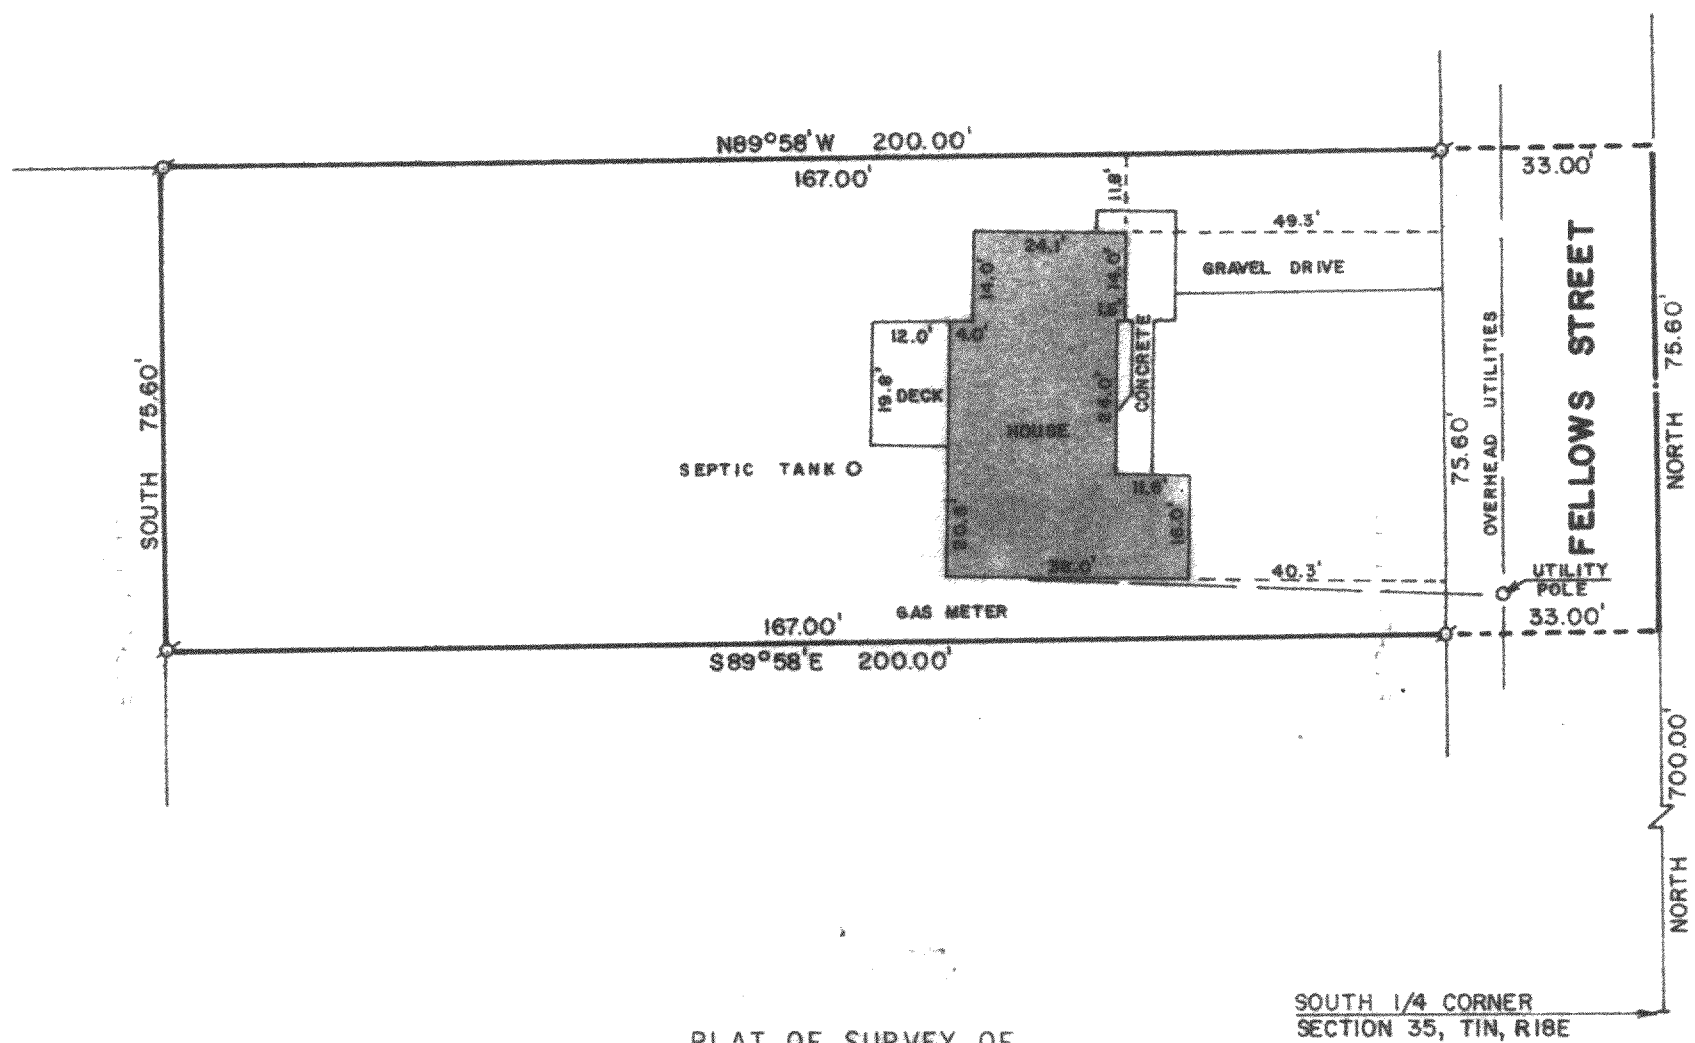 N89°58'W 200.00'
167.00'
33.00'
11.8'
49.3'
24.1'
14.0'
14.0'
GRAVEL DRIVE
12.0'
4.0'
CONCRETE
19.8'
DECK
24.0'
HOUSE
SEPTIC TANK
11.6'
16.0'
38.0'
40.3'
SOUTH 75.60'
75.60'
OVERHEAD UTILITIES
FELLOWS STREET
NORTH 75.60'
UTILITY
POLE
33.00'
GAS METER
167.00'
S89°58'E 200.00'
NORTH 700.00'
SOUTH 1/4 CORNER
SECTION 35, T1N, R18E
PLAT OF SURVEY OF